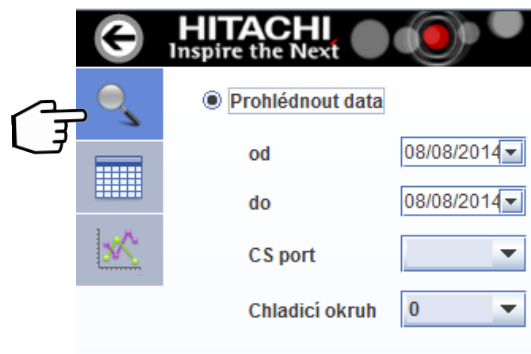 HITACHI
Inspire the Next
Prohlédnout data
od 08/08/2014
do 08/08/2014
CS port
Chladicí okruh 0